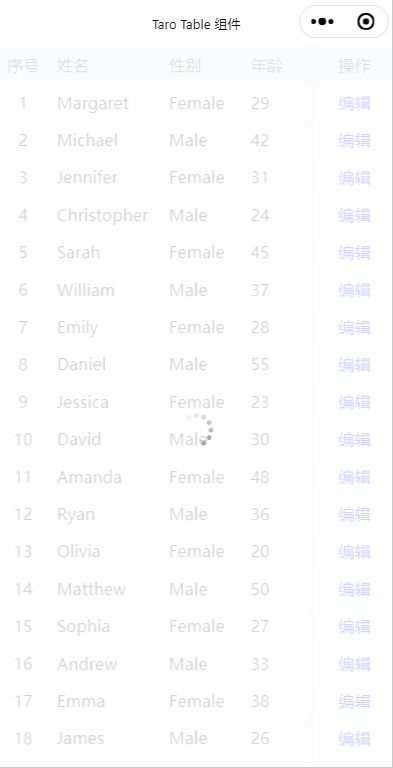 Taro Table 组件
序号 姓名 性别 年龄 操作
1 Margaret Female 29 编辑
2 Michael Male 42 编辑
3 Jennifer Female 31 编辑
4 Christopher Male 24 编辑
5 Sarah Female 45 编辑
6 William Male 37 编辑
7 Emily Female 28 编辑
8 Daniel Male 55 编辑
9 Jessica Female 23 编辑
10 David Male 30 编辑
11 Amanda Female 48 编辑
12 Ryan Male 36 编辑
13 Olivia Female 20 编辑
14 Matthew Male 50 编辑
15 Sophia Female 27 编辑
16 Andrew Male 33 编辑
17 Emma Female 38 编辑
18 James Male 26 编辑